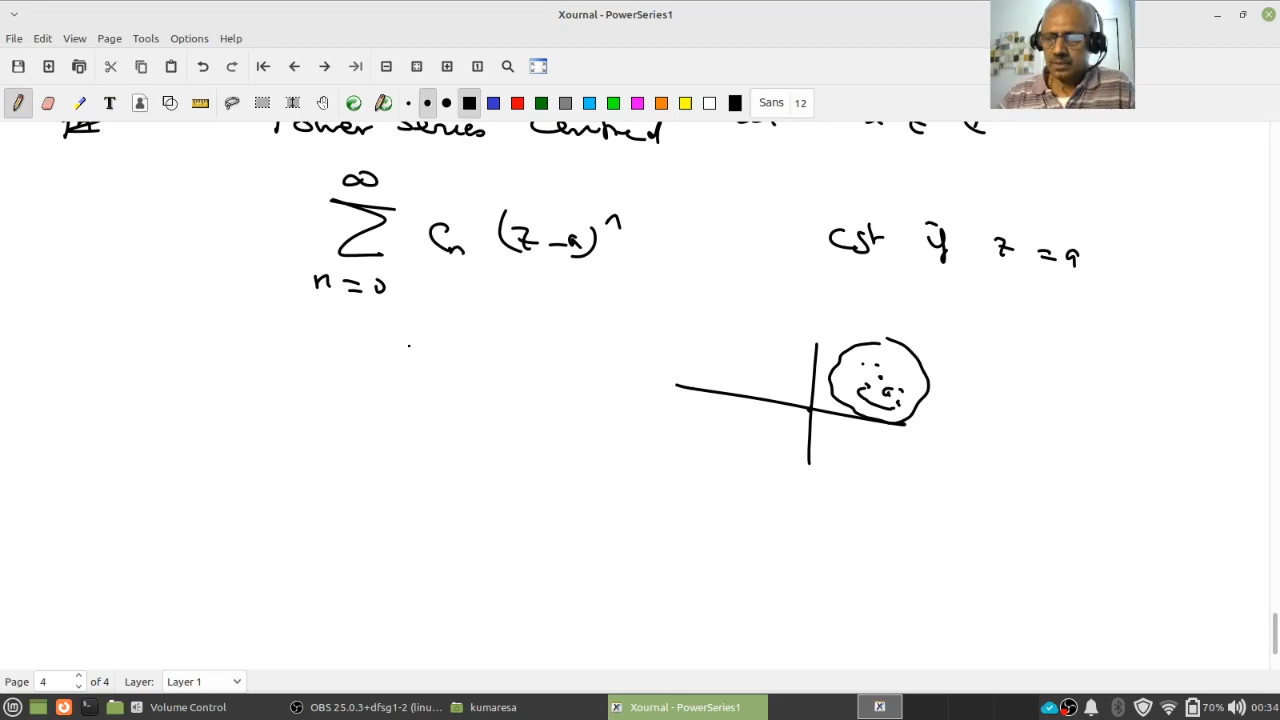 Xournal - PowerSeries1
File Edit View Page Tools Options Help
Sans 12
Power Series Centred at a ∈ C
∞
∑ Cn (z-a)^n cgt if z = a
n = 0
a
Page 4 of 4 Layer: Layer 1
Volume Control OBS 25.0.3+dfsg1-2 (linu... kumaresa Xournal - PowerSeries1 70% 00:34